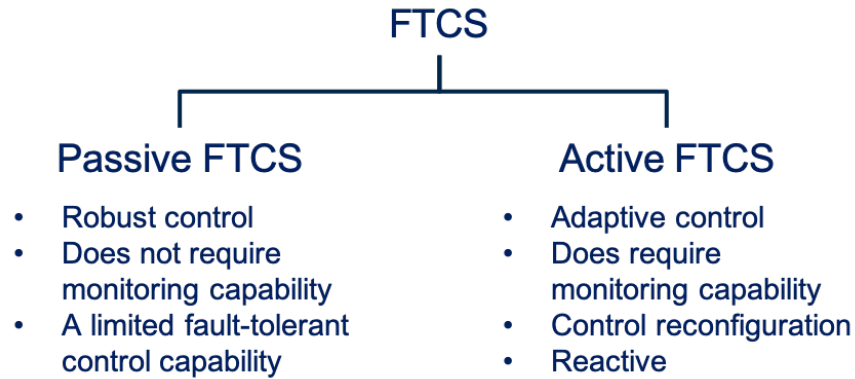 FTCS
Passive FTCS
• Robust control
• Does not require
monitoring capability
• A limited fault-tolerant
control capability
Active FTCS
• Adaptive control
• Does require
monitoring capability
• Control reconfiguration
• Reactive